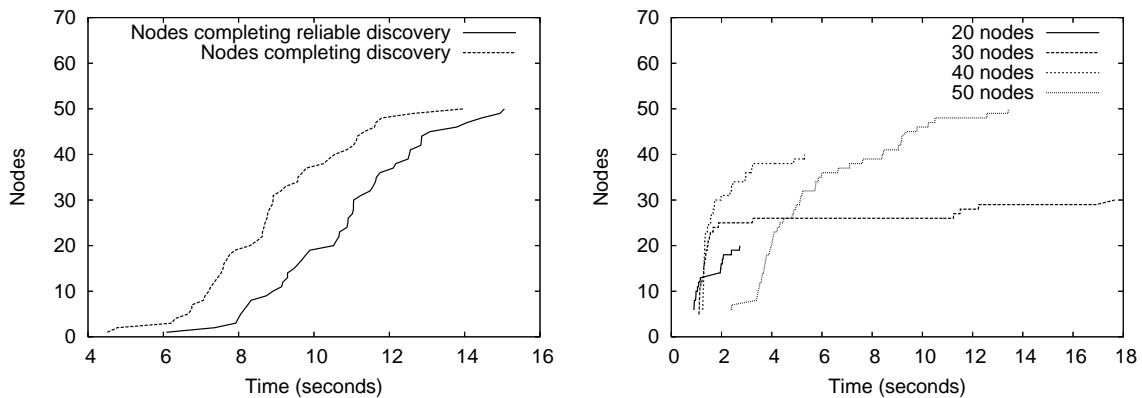 70
60
50
40
30
20
10
0
4 6 8 10 12 14 16
Nodes
Time (seconds)
Nodes completing reliable discovery
Nodes completing discovery
70
60
50
40
30
20
10
0
0 2 4 6 8 10 12 14 16 18
Nodes
Time (seconds)
20 nodes
30 nodes
40 nodes
50 nodes